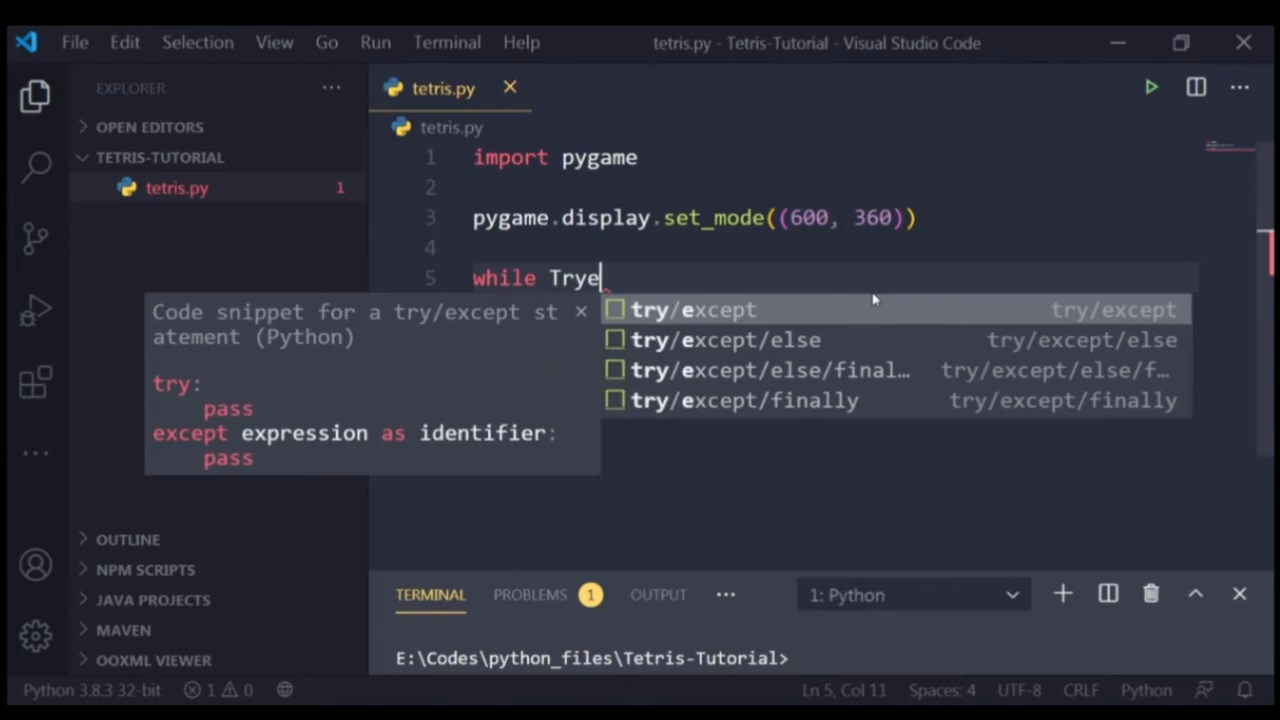 File Edit Selection View Go Run Terminal Help tetris.py - Tetris-Tutorial - Visual Studio Code
EXPLORER
OPEN EDITORS
TETRIS-TUTORIAL
tetris.py 1
OUTLINE
NPM SCRIPTS
JAVA PROJECTS
MAVEN
OOXML VIEWER
tetris.py
tetris.py
1 import pygame
2
3 pygame.display.set_mode((600, 360))
4
5 while Trye
Code snippet for a try/except st
atement (Python)
try:
pass
except expression as identifier:
pass
try/except try/except
try/except/else try/except/else
try/except/else/final… try/except/else/f…
try/except/finally try/except/finally
TERMINAL PROBLEMS 1 OUTPUT 1: Python
E:\Codes\python_files\Tetris-Tutorial>
Python 3.8.3 32-bit 1 0 Ln 5, Col 11 Spaces: 4 UTF-8 CRLF Python